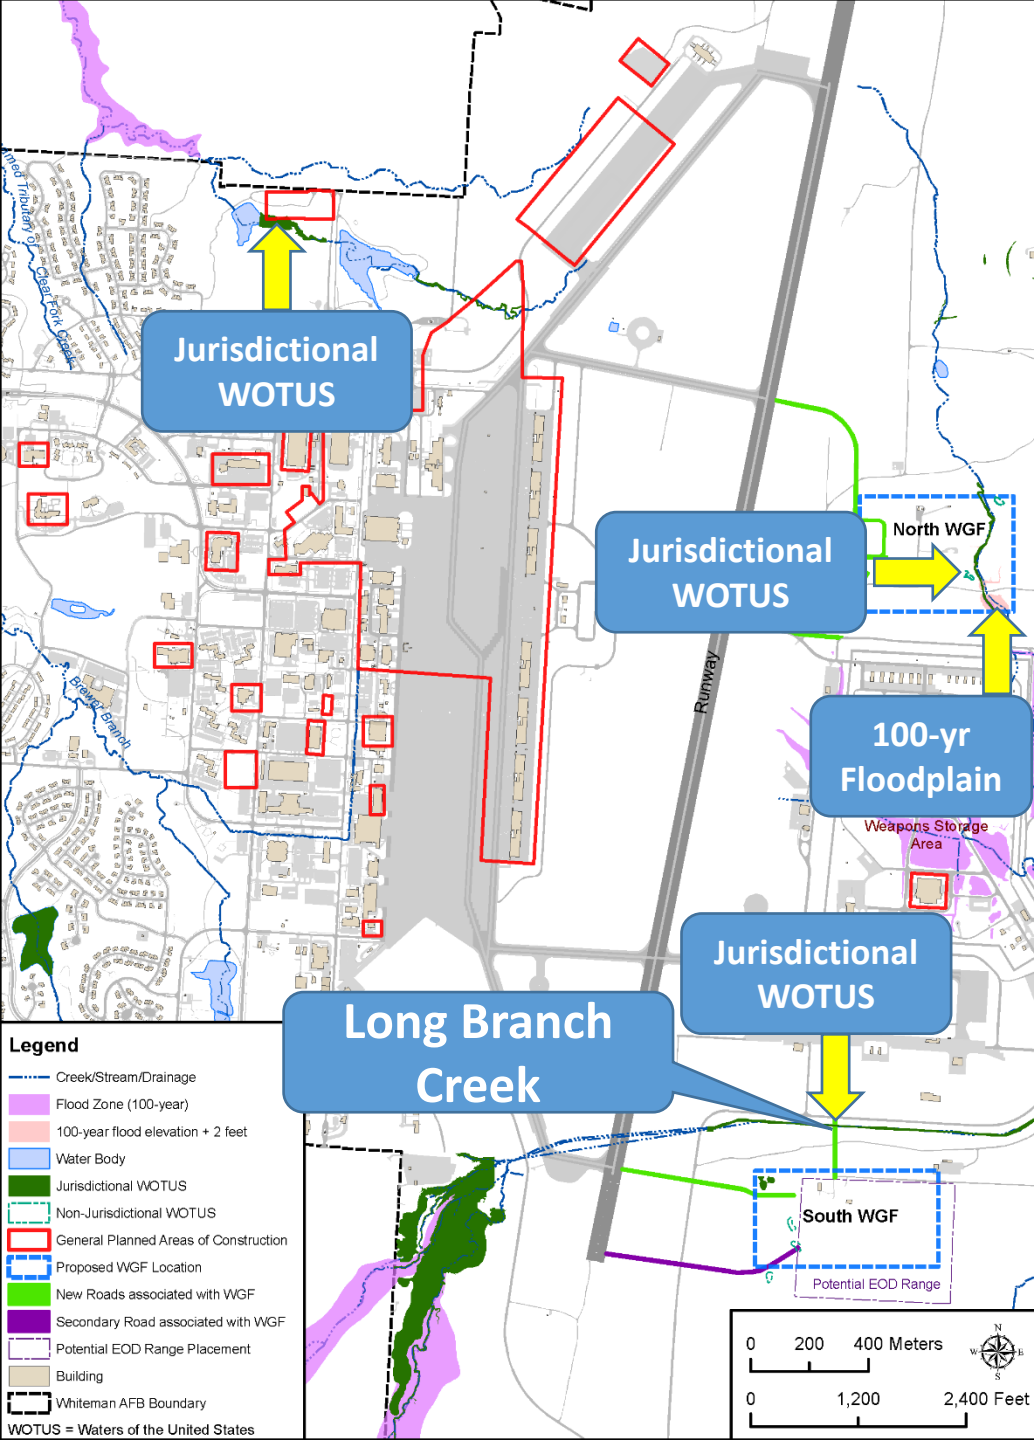 med Tributary of
Clear Fork Creek
Jurisdictional
WOTUS
North WGF
Jurisdictional
WOTUS
Runway
Brewer Branch
100-yr
Floodplain
Weapons Storage
Area
Jurisdictional
WOTUS
Long Branch
Creek
South WGF
Potential EOD Range
Legend
Creek/Stream/Drainage
Flood Zone (100-year)
100-year flood elevation + 2 feet
Water Body
Jurisdictional WOTUS
Non-Jurisdictional WOTUS
General Planned Areas of Construction
Proposed WGF Location
New Roads associated with WGF
Secondary Road associated with WGF
Potential EOD Range Placement
Building
Whiteman AFB Boundary
WOTUS = Waters of the United States
0 200 400 Meters
0 1,200 2,400 Feet
N
W E
S